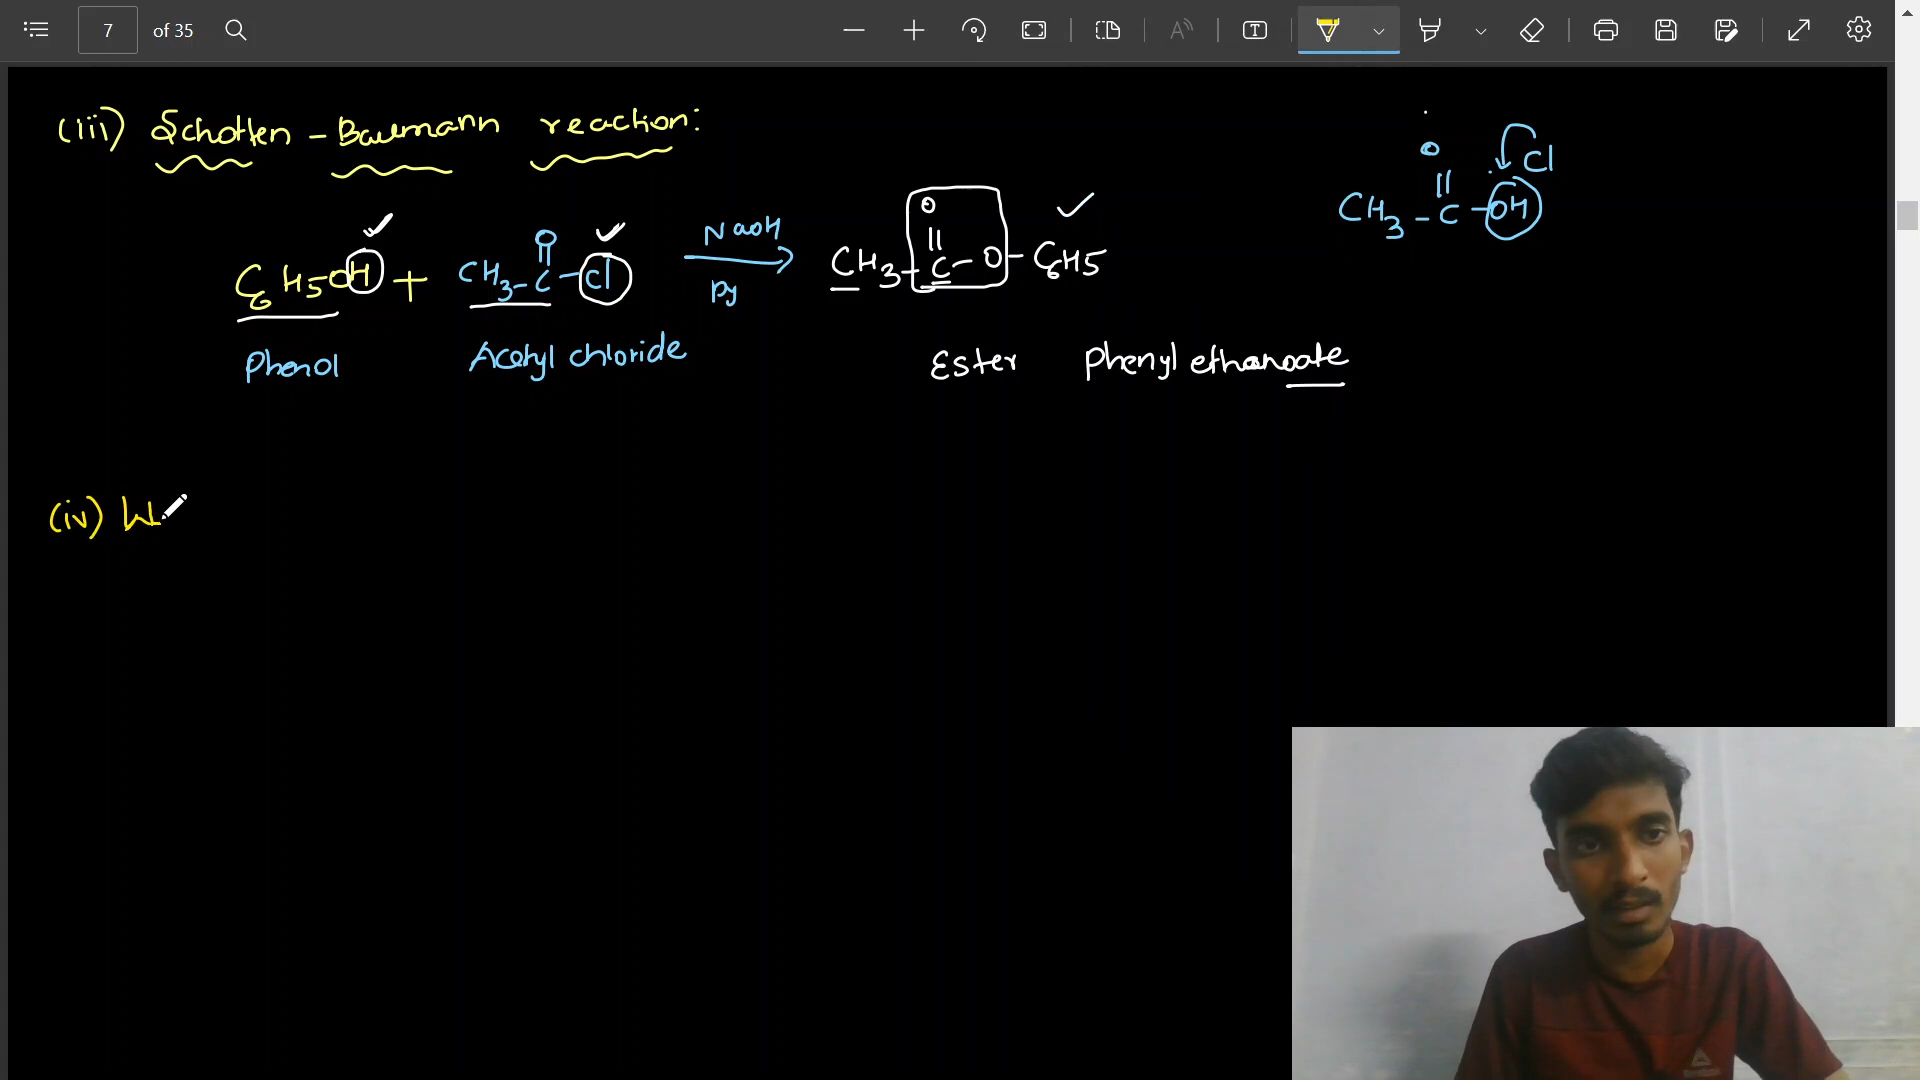 7 of 35
(iii) Schotten - Baumann reaction:
O Cl
CH3 - C - OH
C6H5OH + CH3 - C - Cl NaOH Py CH3 - C - O - C6H5
O O
Phenol Acetyl chloride Ester Phenyl ethanoate
(iv) W